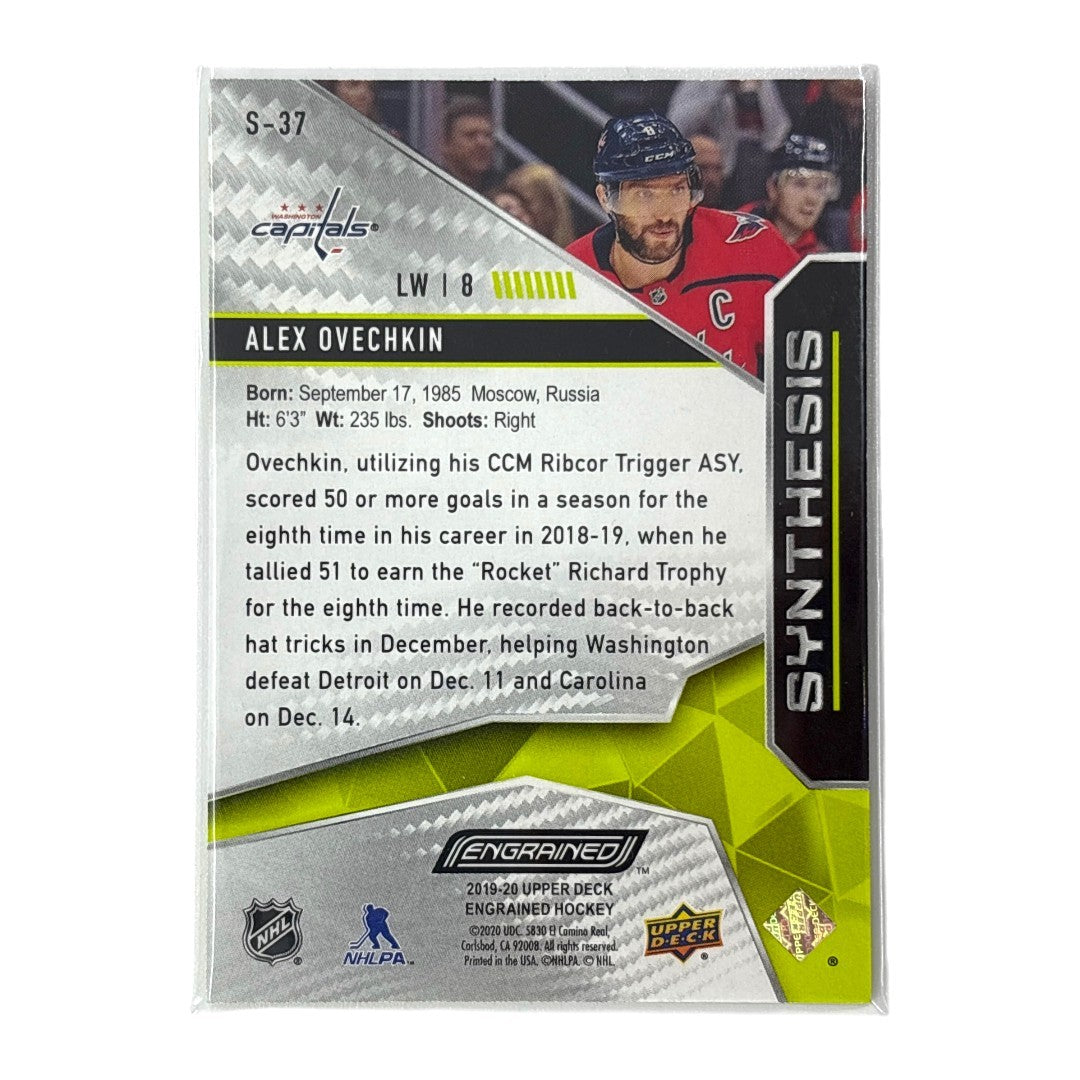 S-37
WASHINGTON
capitals®
LW | 8
8
CCM
C
ALEX OVECHKIN
SYNTHESIS
Born: September 17, 1985 Moscow, Russia
Ht: 6'3" Wt: 235 lbs. Shoots: Right
Ovechkin, utilizing his CCM Ribcor Trigger ASY,
scored 50 or more goals in a season for the
eighth time in his career in 2018-19, when he
tallied 51 to earn the “Rocket” Richard Trophy
for the eighth time. He recorded back-to-back
hat tricks in December, helping Washington
defeat Detroit on Dec. 11 and Carolina
on Dec. 14.
ENGRAINED™
2019-20 UPPER DECK
ENGRAINED HOCKEY
©2020 UDC. 5830 El Camino Real,
Carlsbad, CA 92008. All rights reserved.
Printed in the USA. ©NHLPA. © NHL.
NHL ®
NHLPA™
UPPER DECK ®
®